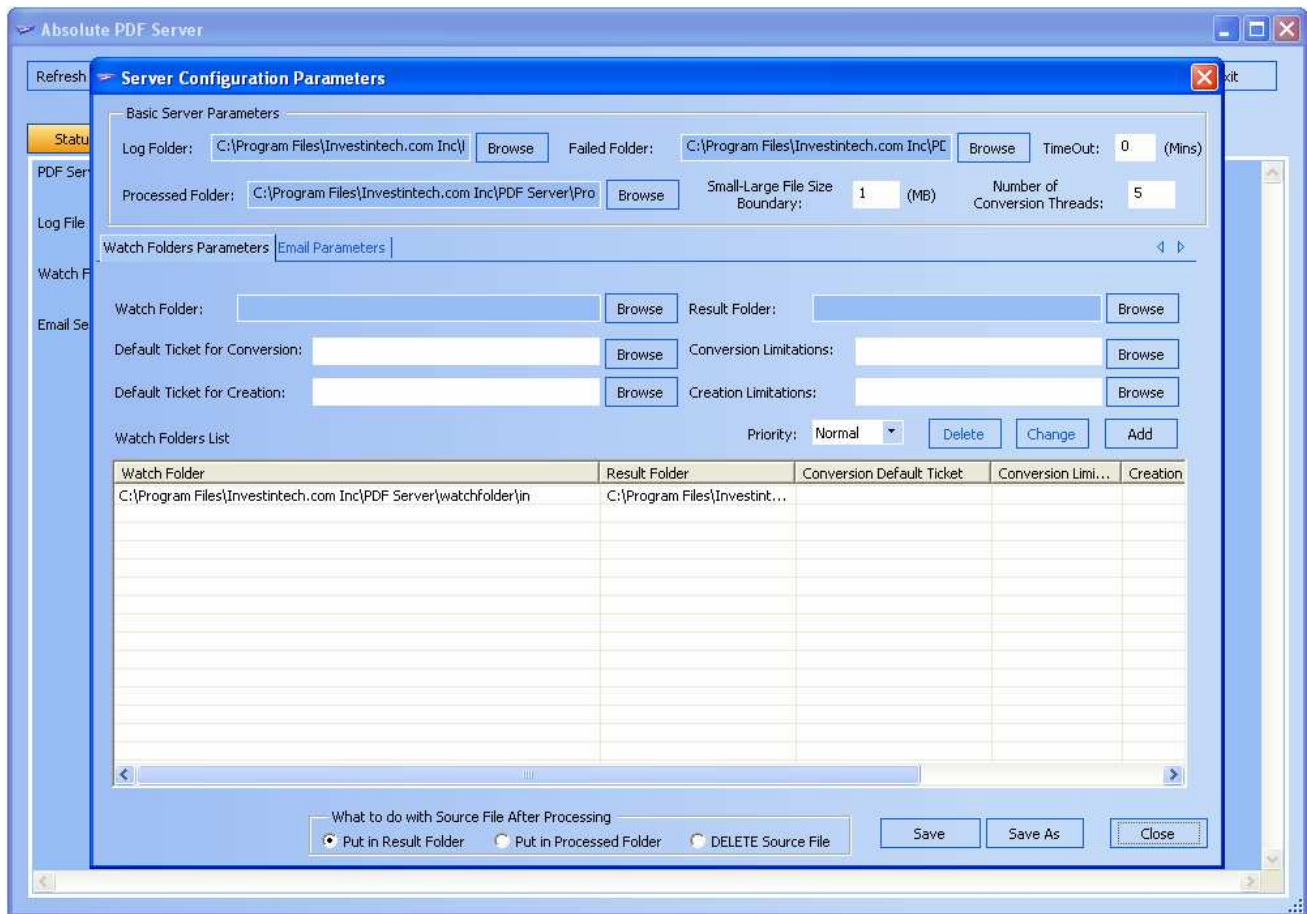 Absolute PDF Server
Refresh
xit
Server Configuration Parameters
Basic Server Parameters
Log Folder: C:\Program Files\Investintech.com Inc\I Browse Failed Folder: C:\Program Files\Investintech.com Inc\PD Browse TimeOut: 0 (Mins)
Processed Folder: C:\Program Files\Investintech.com Inc\PDF Server\Pro Browse Small-Large File Size Boundary: 1 (MB) Number of Conversion Threads: 5
Statu
PDF Ser
Log File
Watch F
Email Se
Watch Folders Parameters Email Parameters
Watch Folder: Browse Result Folder: Browse
Default Ticket for Conversion: Browse Conversion Limitations: Browse
Default Ticket for Creation: Browse Creation Limitations: Browse
Watch Folders List Priority: Normal Delete Change Add
Watch Folder Result Folder Conversion Default Ticket Conversion Limi... Creation
C:\Program Files\Investintech.com Inc\PDF Server\watchfolder\in C:\Program Files\Investint...
What to do with Source File After Processing
Put in Result Folder Put in Processed Folder DELETE Source File Save Save As Close